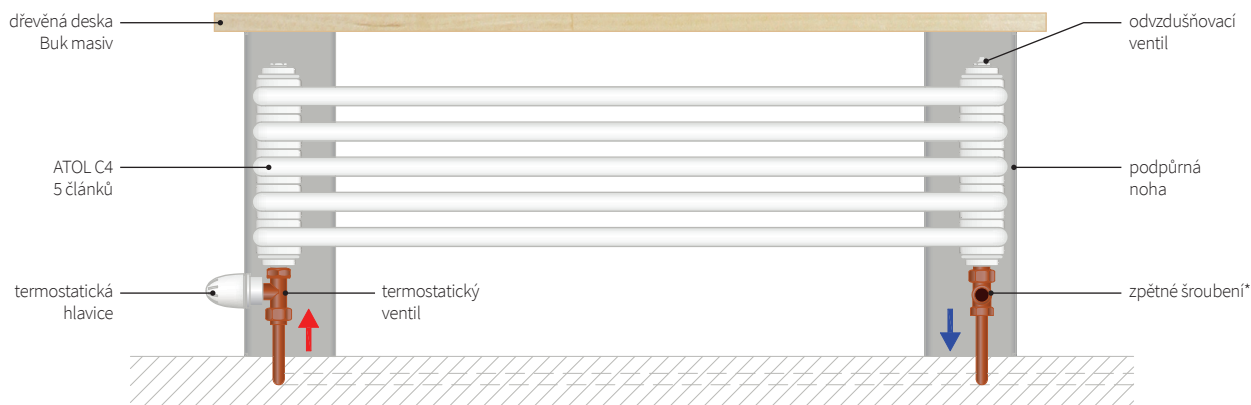 dřevěná deska
Buk masiv
odvzdušňovací
ventil
ATOL C4
5 článků
podpůrná
noha
termostatická
hlavice
termostatický
ventil
zpětné šroubení*